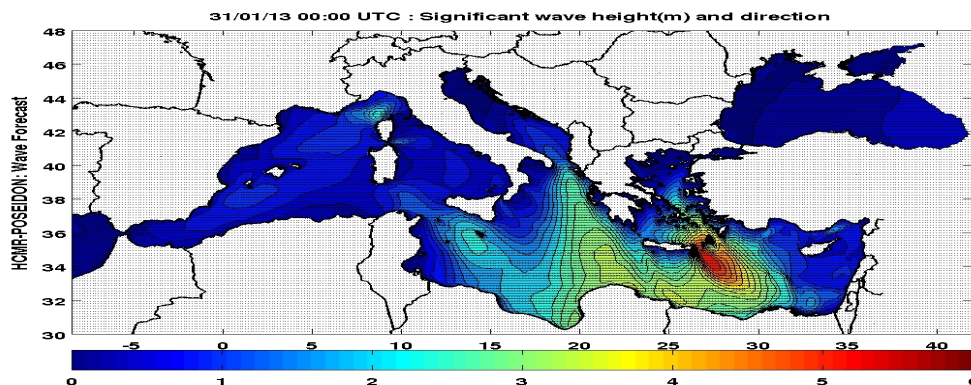 31/01/13 00:00 UTC : Significant wave height(m) and direction
HCMR-POSEIDON: Wave Forecast
48
46
44
42
40
38
36
34
32
30
-5 0 5 10 15 20 25 30 35 40
0 1 2 3 4 5 6